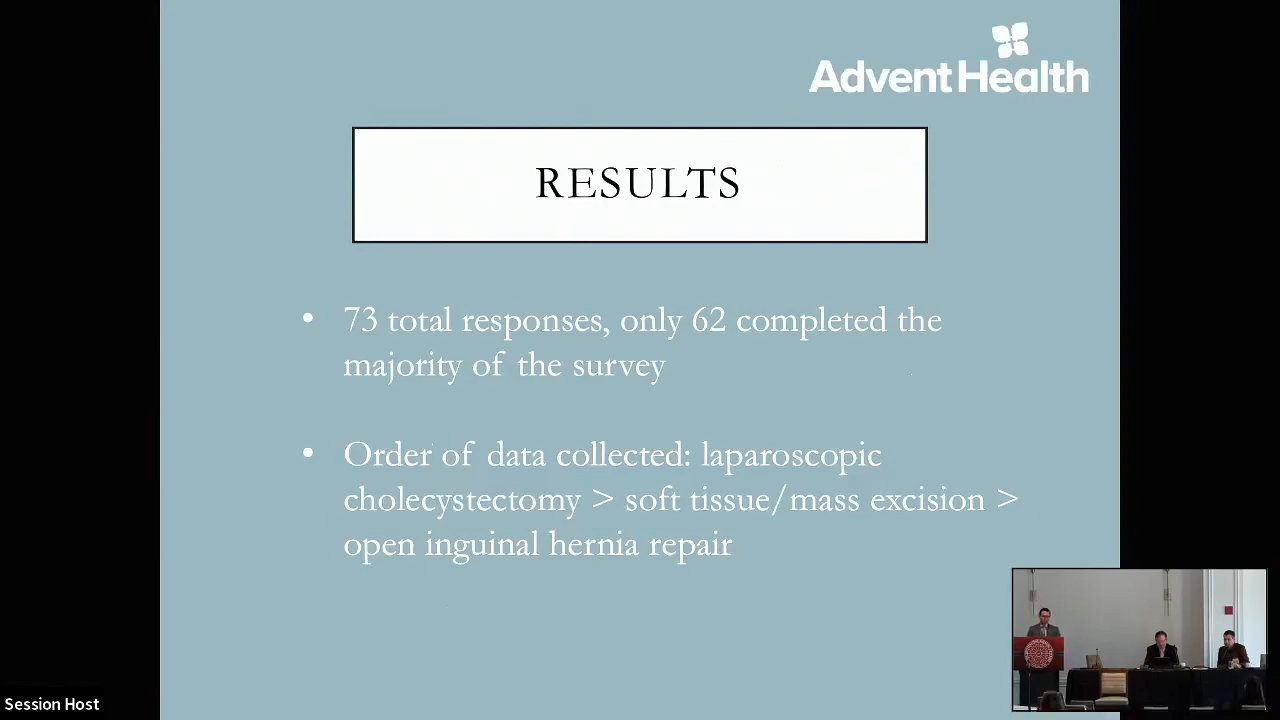 AdventHealth
RESULTS
• 73 total responses, only 62 completed the
majority of the survey
• Order of data collected: laparoscopic
cholecystectomy > soft tissue/mass excision >
open inguinal hernia repair
Session Host